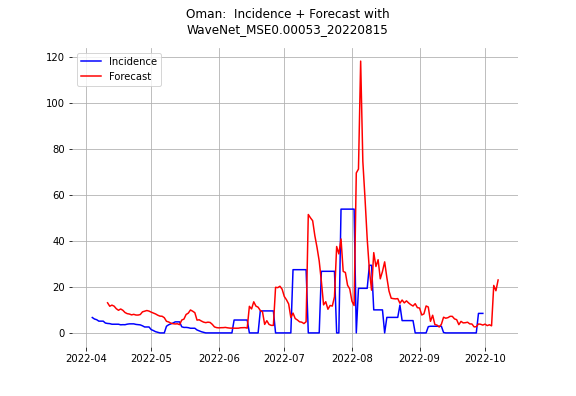 Oman:  Incidence + Forecast with
WaveNet_MSE0.00053_20220815
Incidence
Forecast
120
100
80
60
40
20
0
2022-04 2022-05 2022-06 2022-07 2022-08 2022-09 2022-10